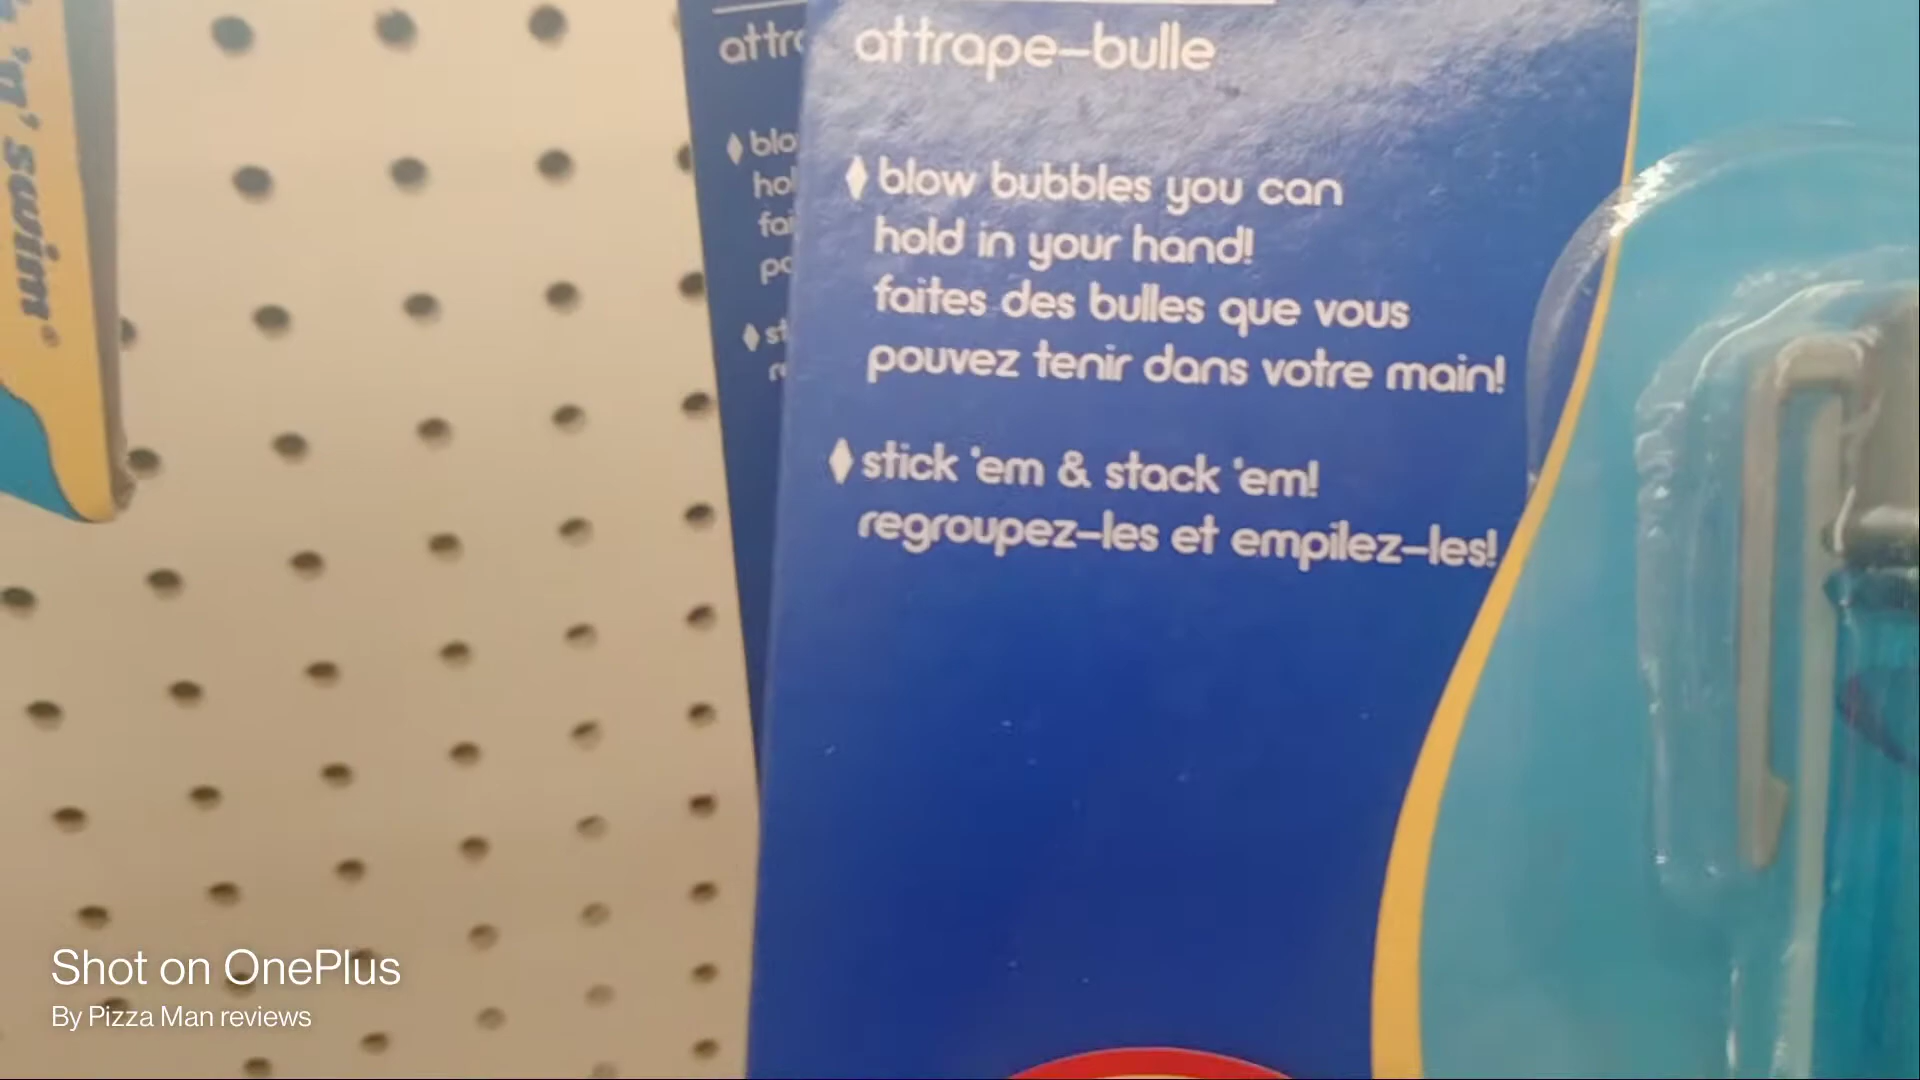 'n' swim®
attrape-bulle
blow bubbles you can
hold in your hand!
faites des bulles que vous
pouvez tenir dans votre main!
stick 'em & stack 'em!
regroupez-les et empilez-les!
Shot on OnePlus
By Pizza Man reviews